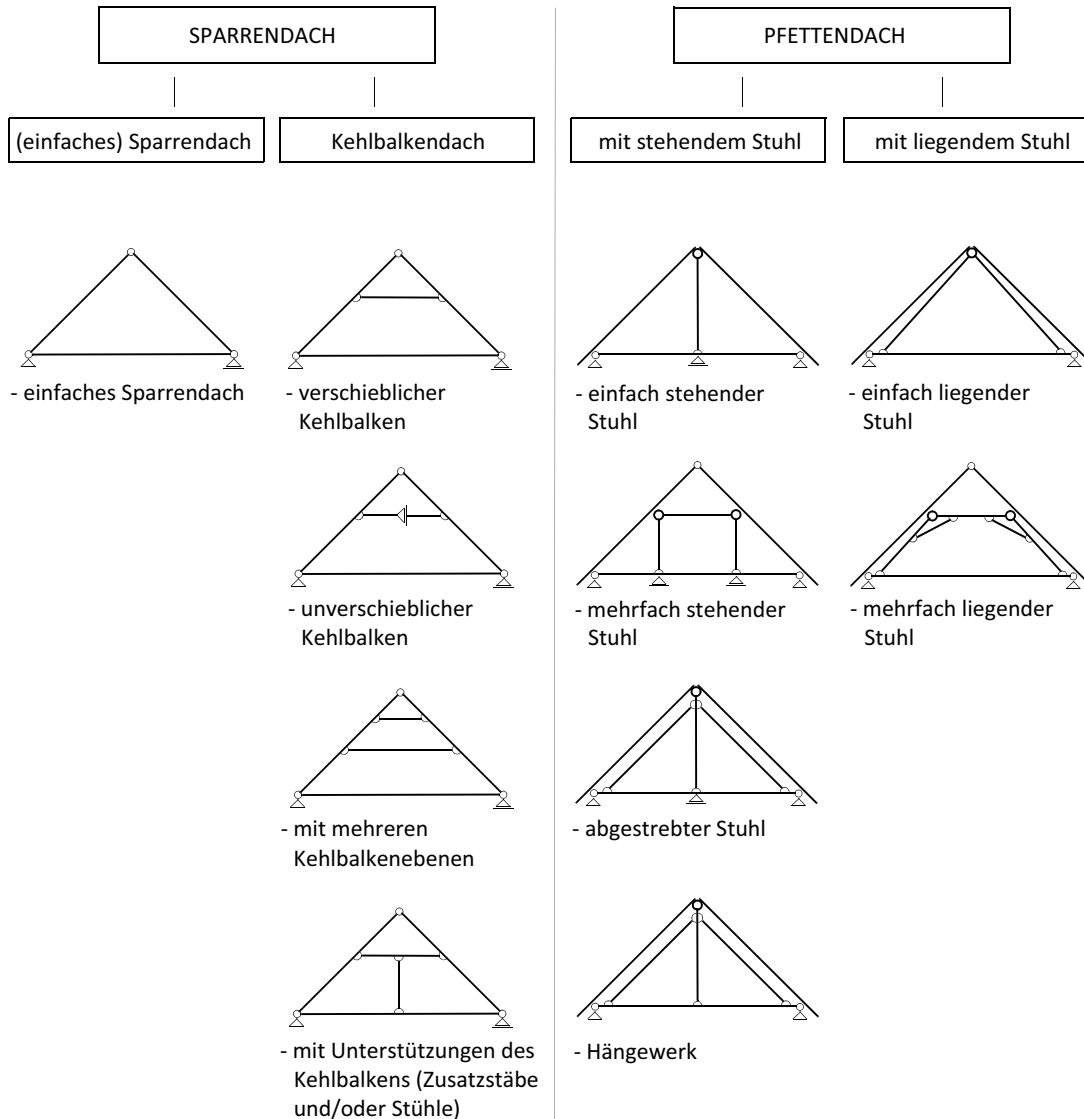 SPARRENDACH
(einfaches) Sparrendach
Kehlbalkendach
- einfaches Sparrendach
- verschieblicher
Kehlbalken
- unverschieblicher
Kehlbalken
- mit mehreren
Kehlbalkenebenen
- mit Unterstützungen des
Kehlbalkens (Zusatzstäbe
und/oder Stühle)
PFETTENDACH
mit stehendem Stuhl
mit liegendem Stuhl
- einfach stehender
Stuhl
- mehrfach stehender
Stuhl
- abgestrebter Stuhl
- Hängewerk
- einfach liegender
Stuhl
- mehrfach liegender
Stuhl